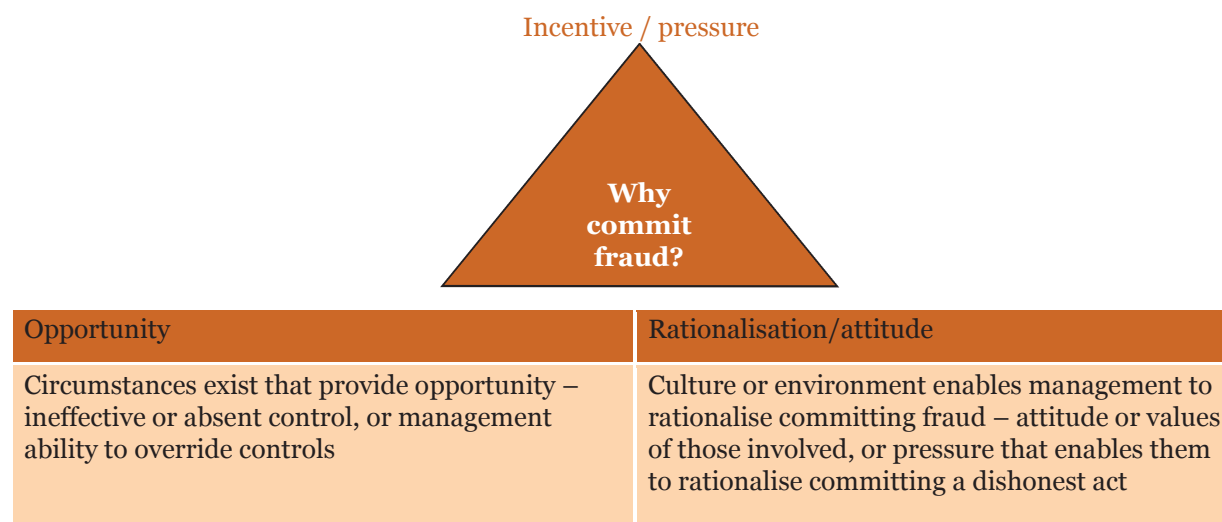 Incentive / pressure
Why
commit
fraud?
Opportunity
Rationalisation/attitude
Circumstances exist that provide opportunity –
ineffective or absent control, or management
ability to override controls
Culture or environment enables management to
rationalise committing fraud – attitude or values
of those involved, or pressure that enables them
to rationalise committing a dishonest act